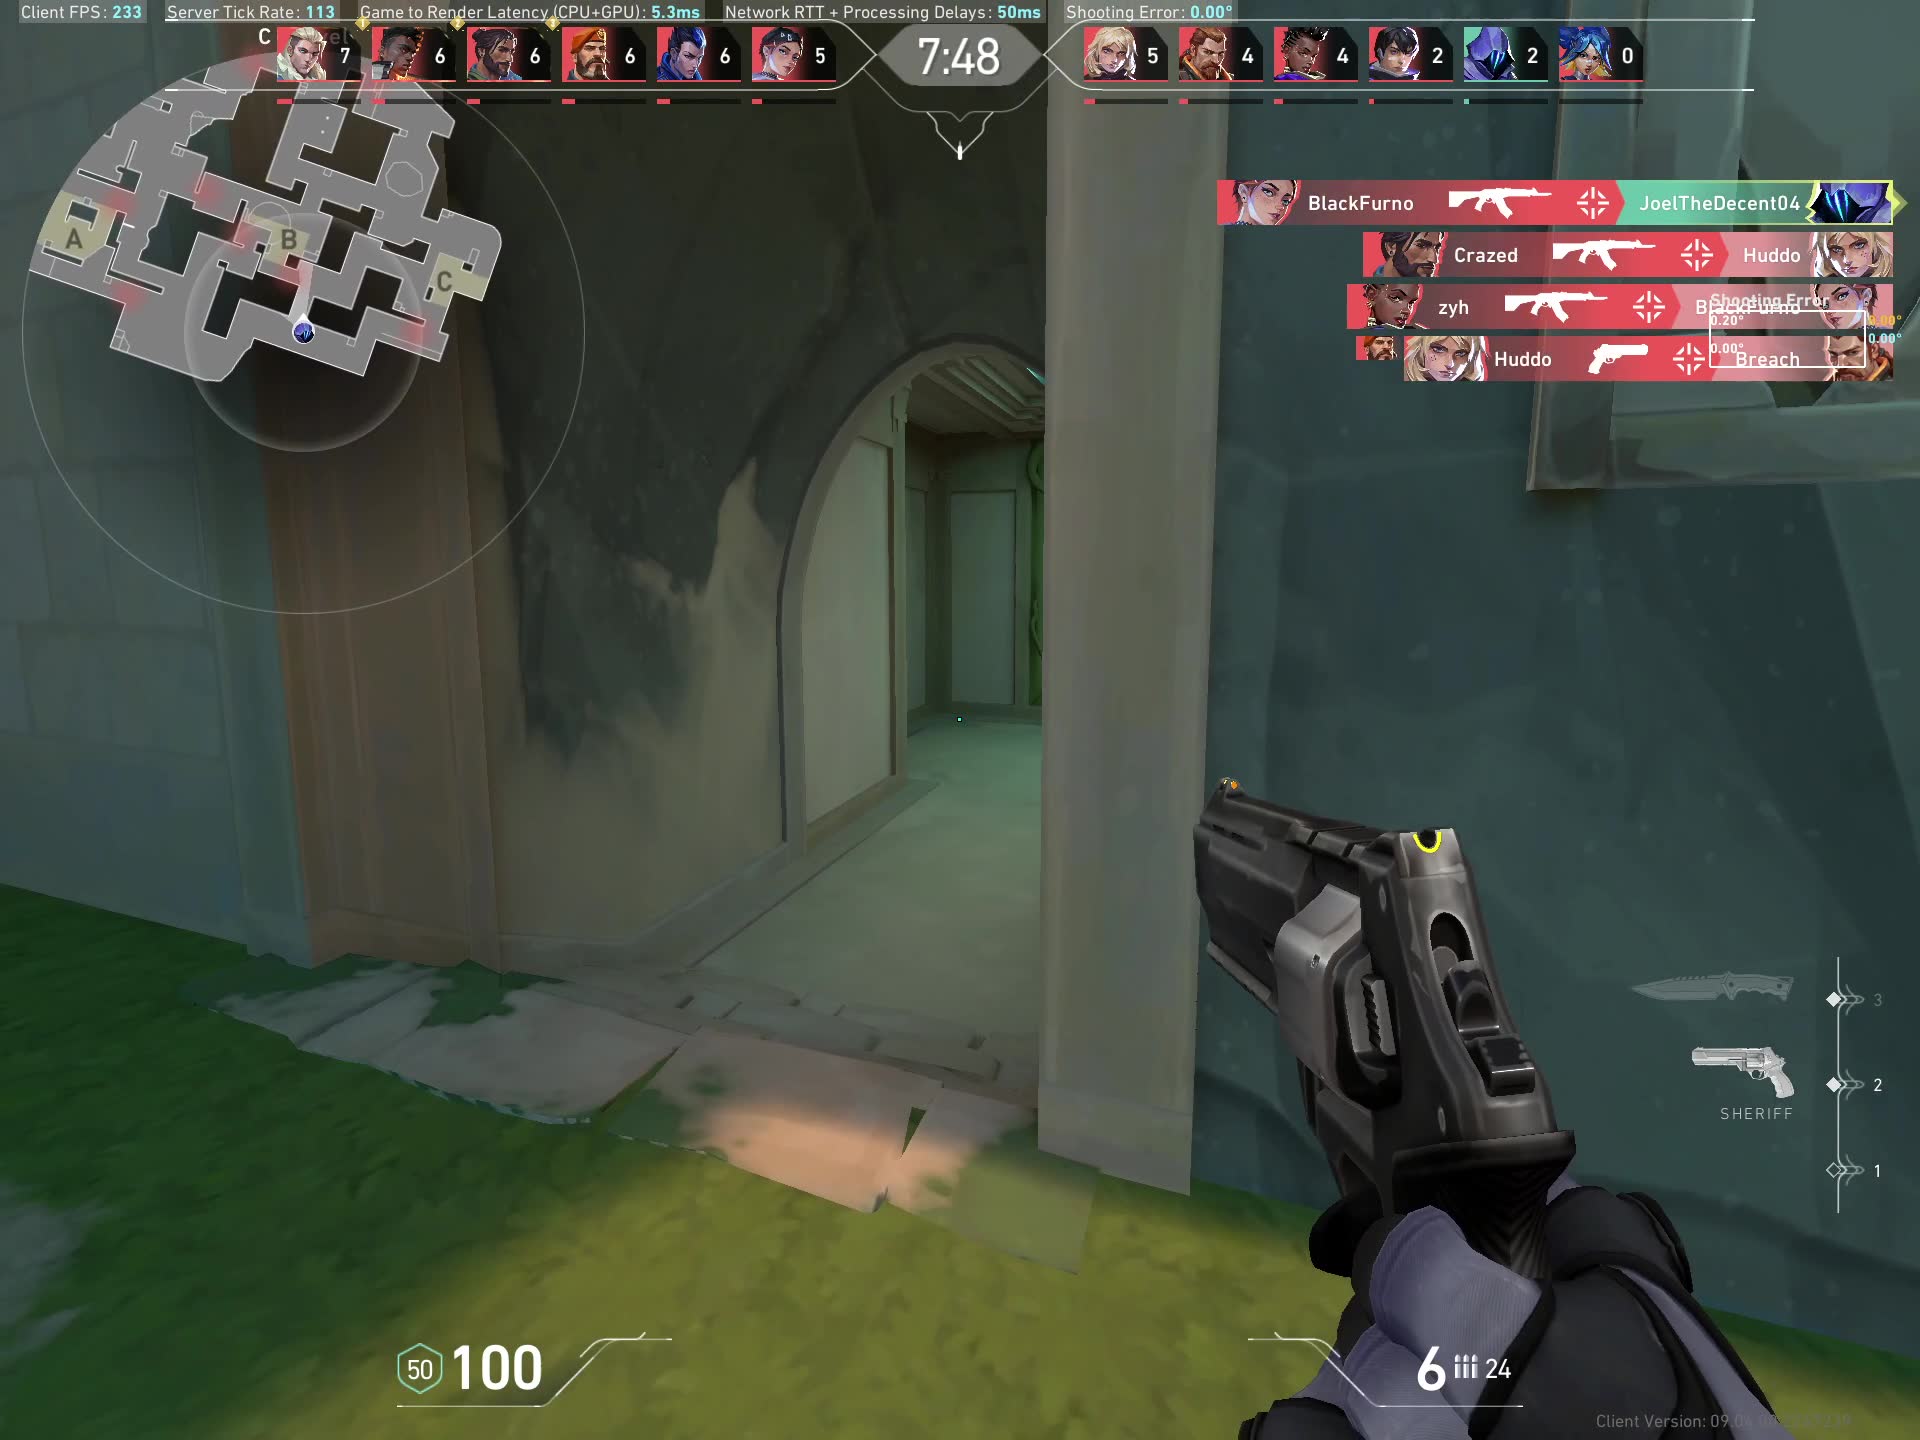 Client FPS: 233 Server Tick Rate: 113 Game to Render Latency (CPU+GPU): 5.3ms Network RTT + Processing Delays: 50ms Shooting Error: 0.00°
C
7 6 6 6 6 5 7:48 5 4 4 2 2 0
BlackFurno JoelTheDecent04
A B C
Crazed Huddo
zyh BlackFurno
Shooting Error
0.20° 0.00°
0.00° 0.00°
Huddo Breach
3
2
SHERIFF
1
50 100
6 24
Client Version: 09.04